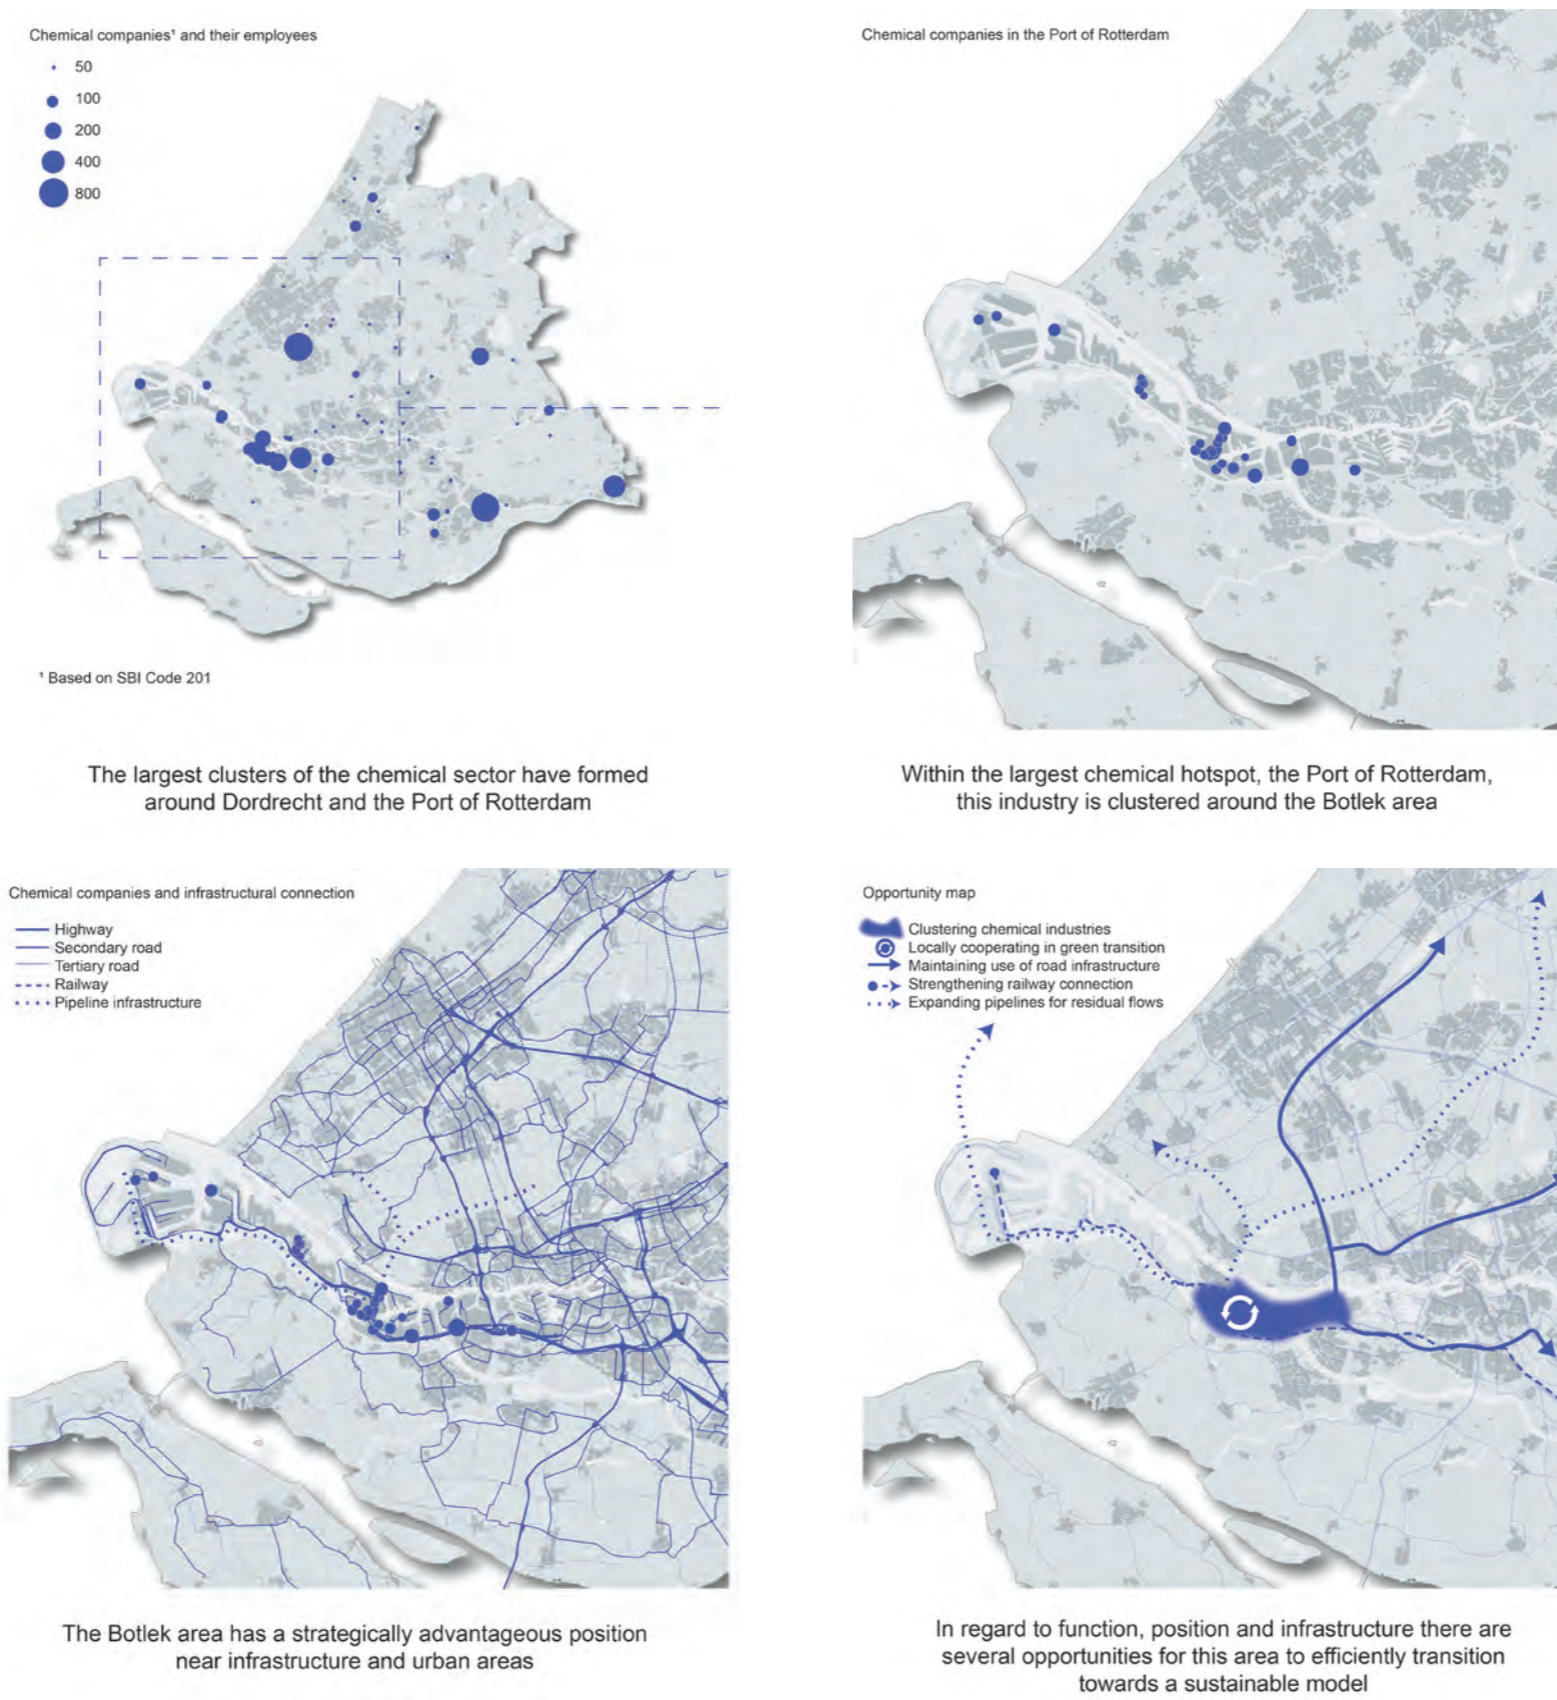 Chemical companies¹ and their employees
50
100
200
400
800
¹ Based on SBI Code 201
The largest clusters of the chemical sector have formed
around Dordrecht and the Port of Rotterdam
Chemical companies in the Port of Rotterdam
Within the largest chemical hotspot, the Port of Rotterdam,
this industry is clustered around the Botlek area
Chemical companies and infrastructural connection
Highway
Secondary road
Tertiary road
Railway
Pipeline infrastructure
The Botlek area has a strategically advantageous position
near infrastructure and urban areas
Opportunity map
Clustering chemical industries
Locally cooperating in green transition
Maintaining use of road infrastructure
Strengthening railway connection
Expanding pipelines for residual flows
In regard to function, position and infrastructure there are
several opportunities for this area to efficiently transition
towards a sustainable model